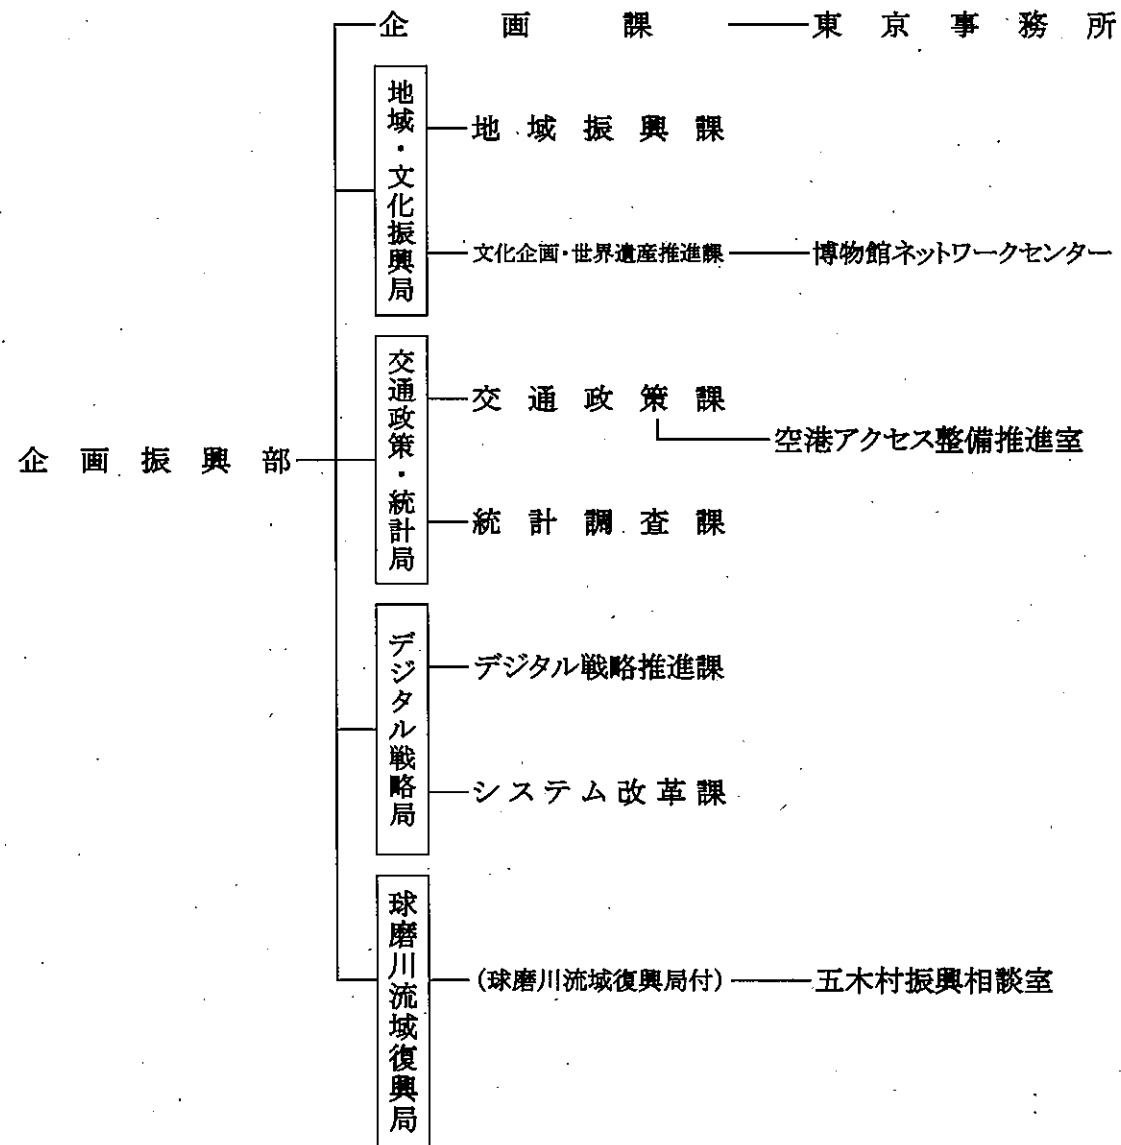 企画課 東京事務所
地域・文化振興局
地域振興課
文化企画・世界遺産推進課 博物館ネットワークセンター
交通政策・統計局
交通政策課
空港アクセス整備推進室
企画振興部
統計調査課
デジタル戦略局
デジタル戦略推進課
システム改革課
球磨川流域復興局
(球磨川流域復興局付) 五木村振興相談室